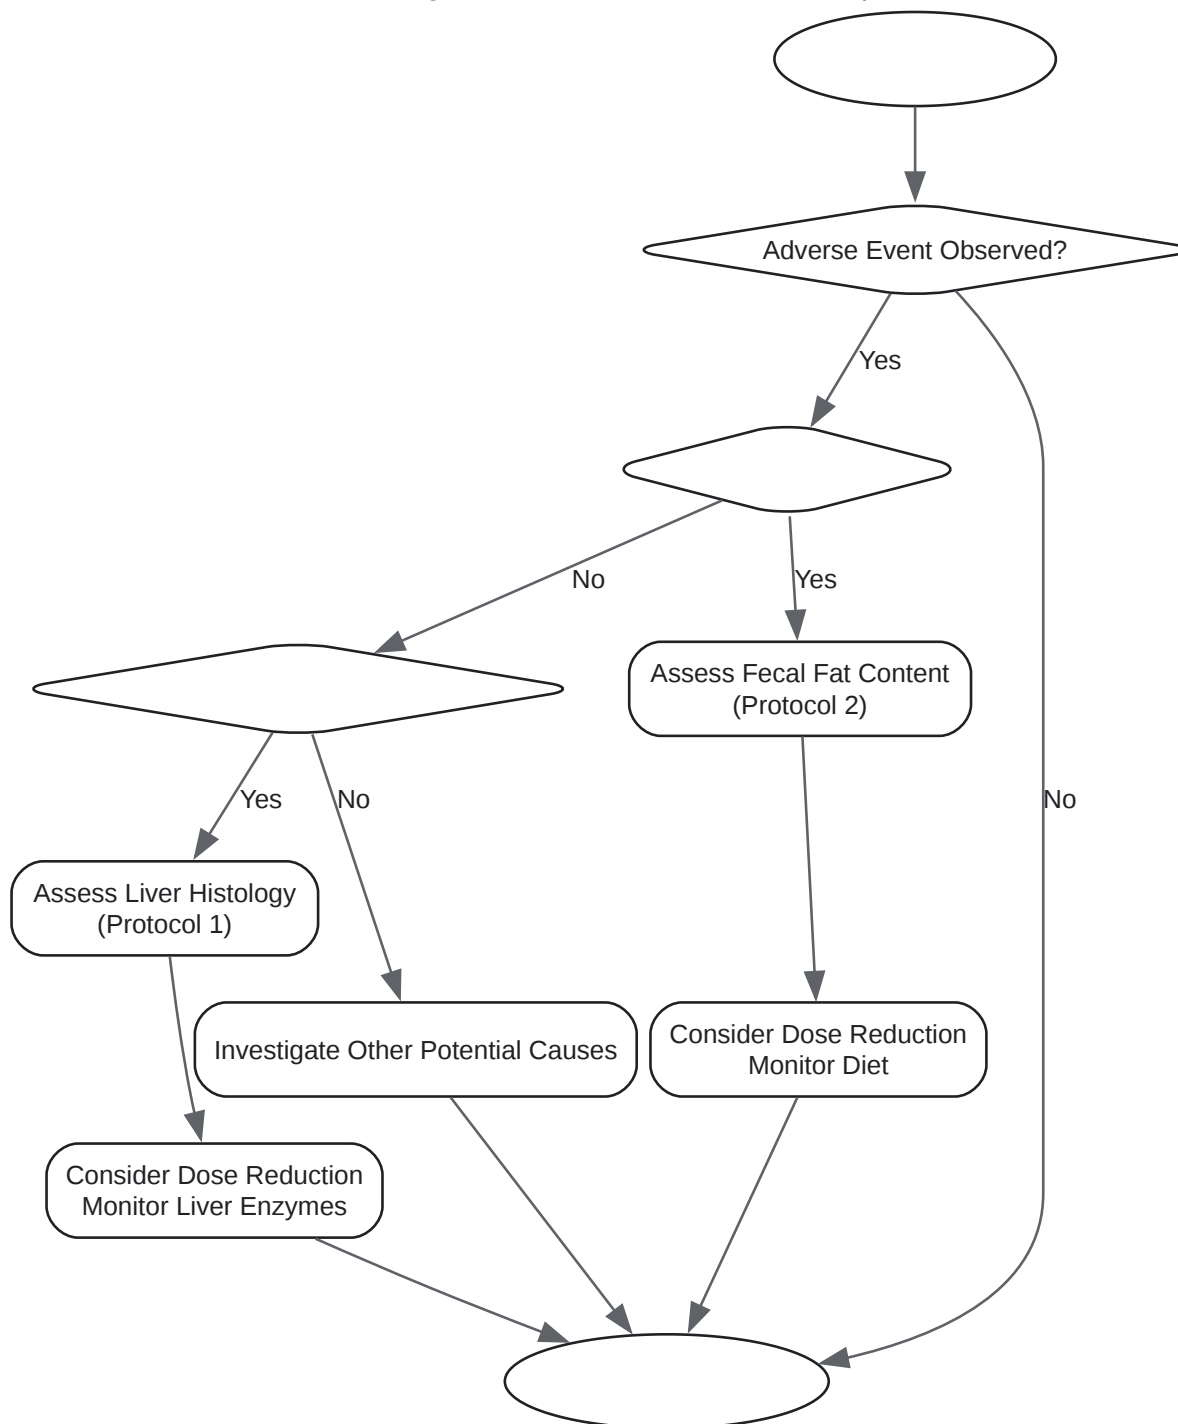 Adverse Event Observed?
Yes
No
Yes
Assess Fecal Fat Content
(Protocol 2)
Yes
No
No
Assess Liver Histology
(Protocol 1)
Investigate Other Potential Causes
Consider Dose Reduction
Monitor Diet
Consider Dose Reduction
Monitor Liver Enzymes